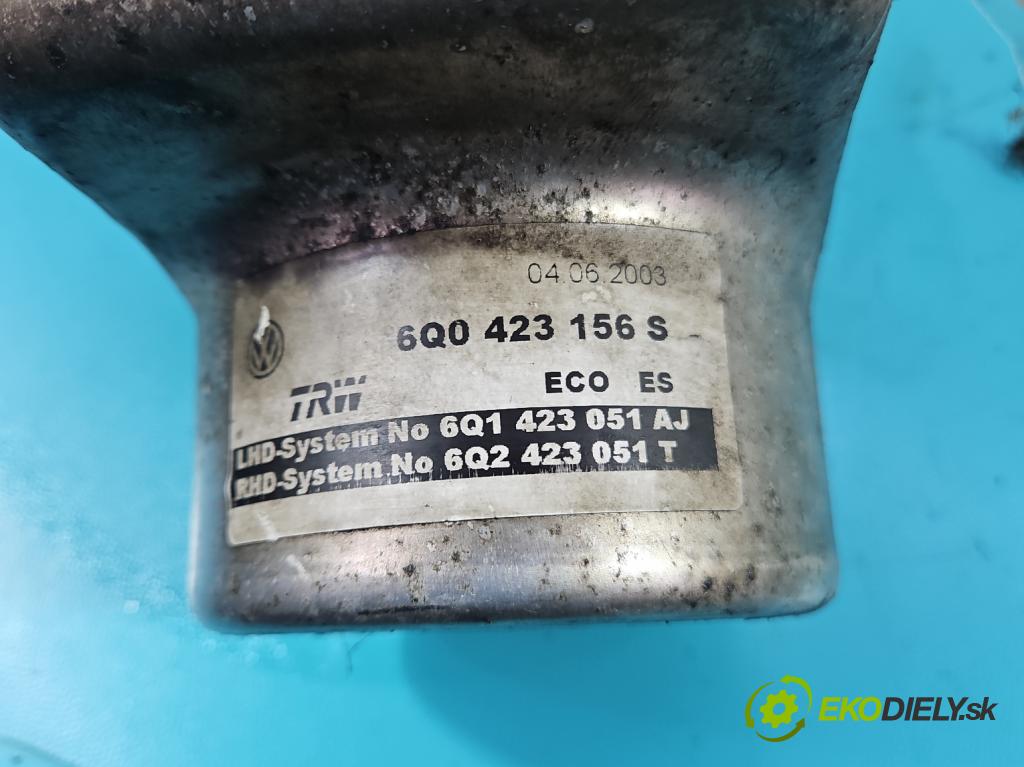 04.06.2003
6Q0 423 156 S
TRW
ECO ES
LHD-System No 6Q1 423 051 AJ
RHD-System No 6Q2 423 051 T
EKODIELY.sk